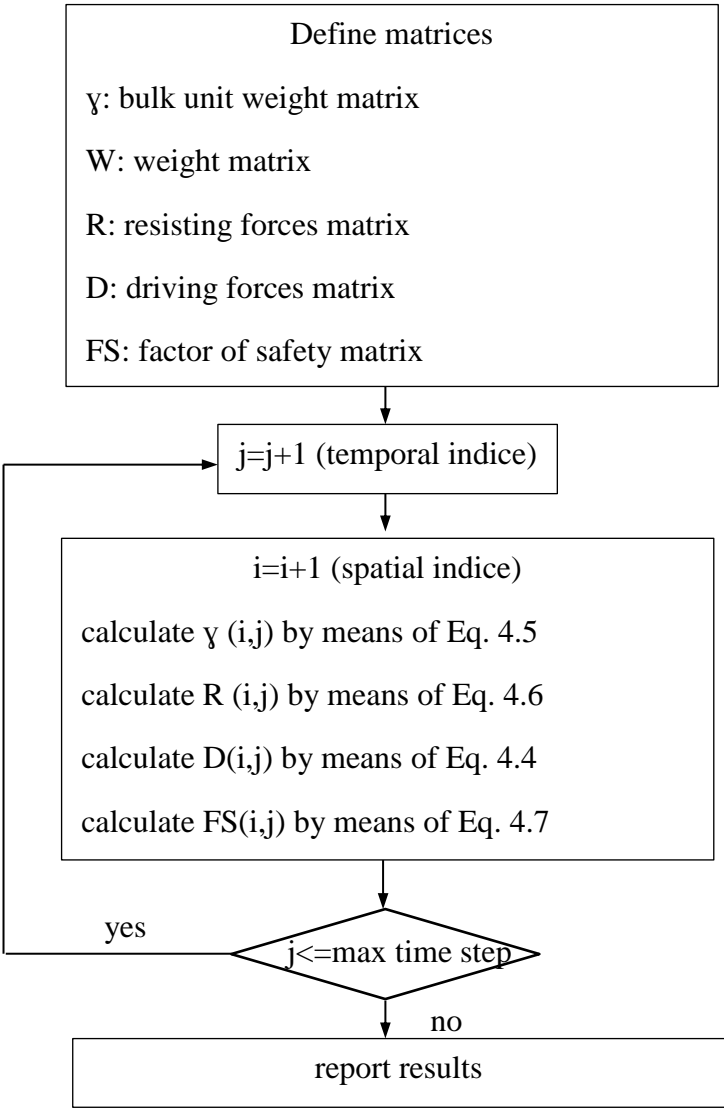 Define matrices
ɣ: bulk unit weight matrix
W: weight matrix
R: resisting forces matrix
D: driving forces matrix
FS: factor of safety matrix
j=j+1 (temporal indice)
i=i+1 (spatial indice)
calculate ɣ (i,j) by means of Eq. 4.5
calculate R (i,j) by means of Eq. 4.6
calculate D(i,j) by means of Eq. 4.4
calculate FS(i,j) by means of Eq. 4.7
yes
j<=max time step
no
report results